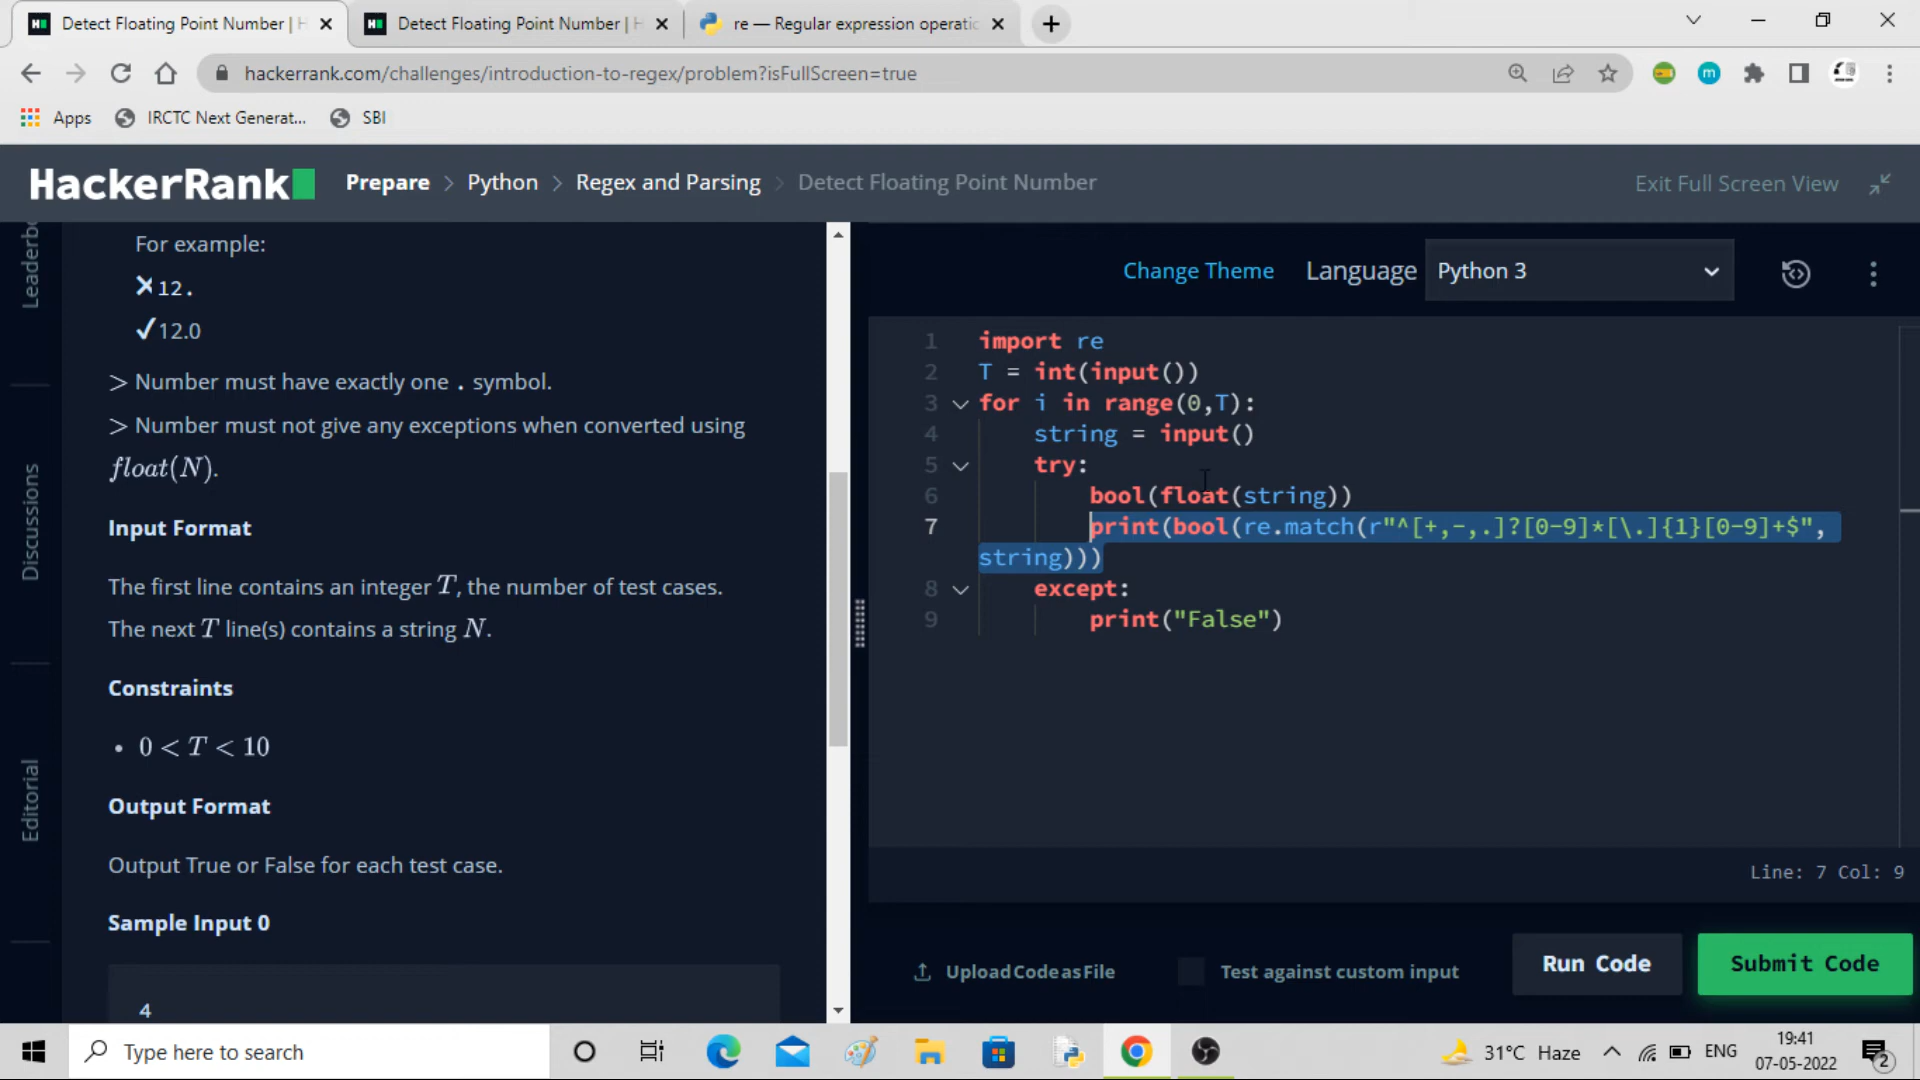 Detect Floating Point Number | H
Detect Floating Point Number | H
re — Regular expression operatio
hackerrank.com/challenges/introduction-to-regex/problem?isFullScreen=true
Apps
IRCTC Next Generat...
SBI
HackerRank
Prepare > Python > Regex and Parsing > Detect Floating Point Number
Exit Full Screen View
Leaderb
Discussions
Editorial
For example:
✕12.
✓12.0
> Number must have exactly one . symbol.
> Number must not give any exceptions when converted using
float(N).
Input Format
The first line contains an integer T, the number of test cases.
The next T line(s) contains a string N.
Constraints
• 0 < T < 10
Output Format
Output True or False for each test case.
Sample Input 0
4
Change Theme
Language
Python 3
1 import re
2 T = int(input())
3 for i in range(0,T):
4 string = input()
5 try:
6 bool(float(string))
7 print(bool(re.match(r"^[+,-,.]?[0-9]*[\.]{1}[0-9]+$",
string)))
8 except:
9 print("False")
Line: 7 Col: 9
Upload Code as File
Test against custom input
Run Code
Submit Code
Type here to search
31°C Haze
ENG
19:41
07-05-2022
2